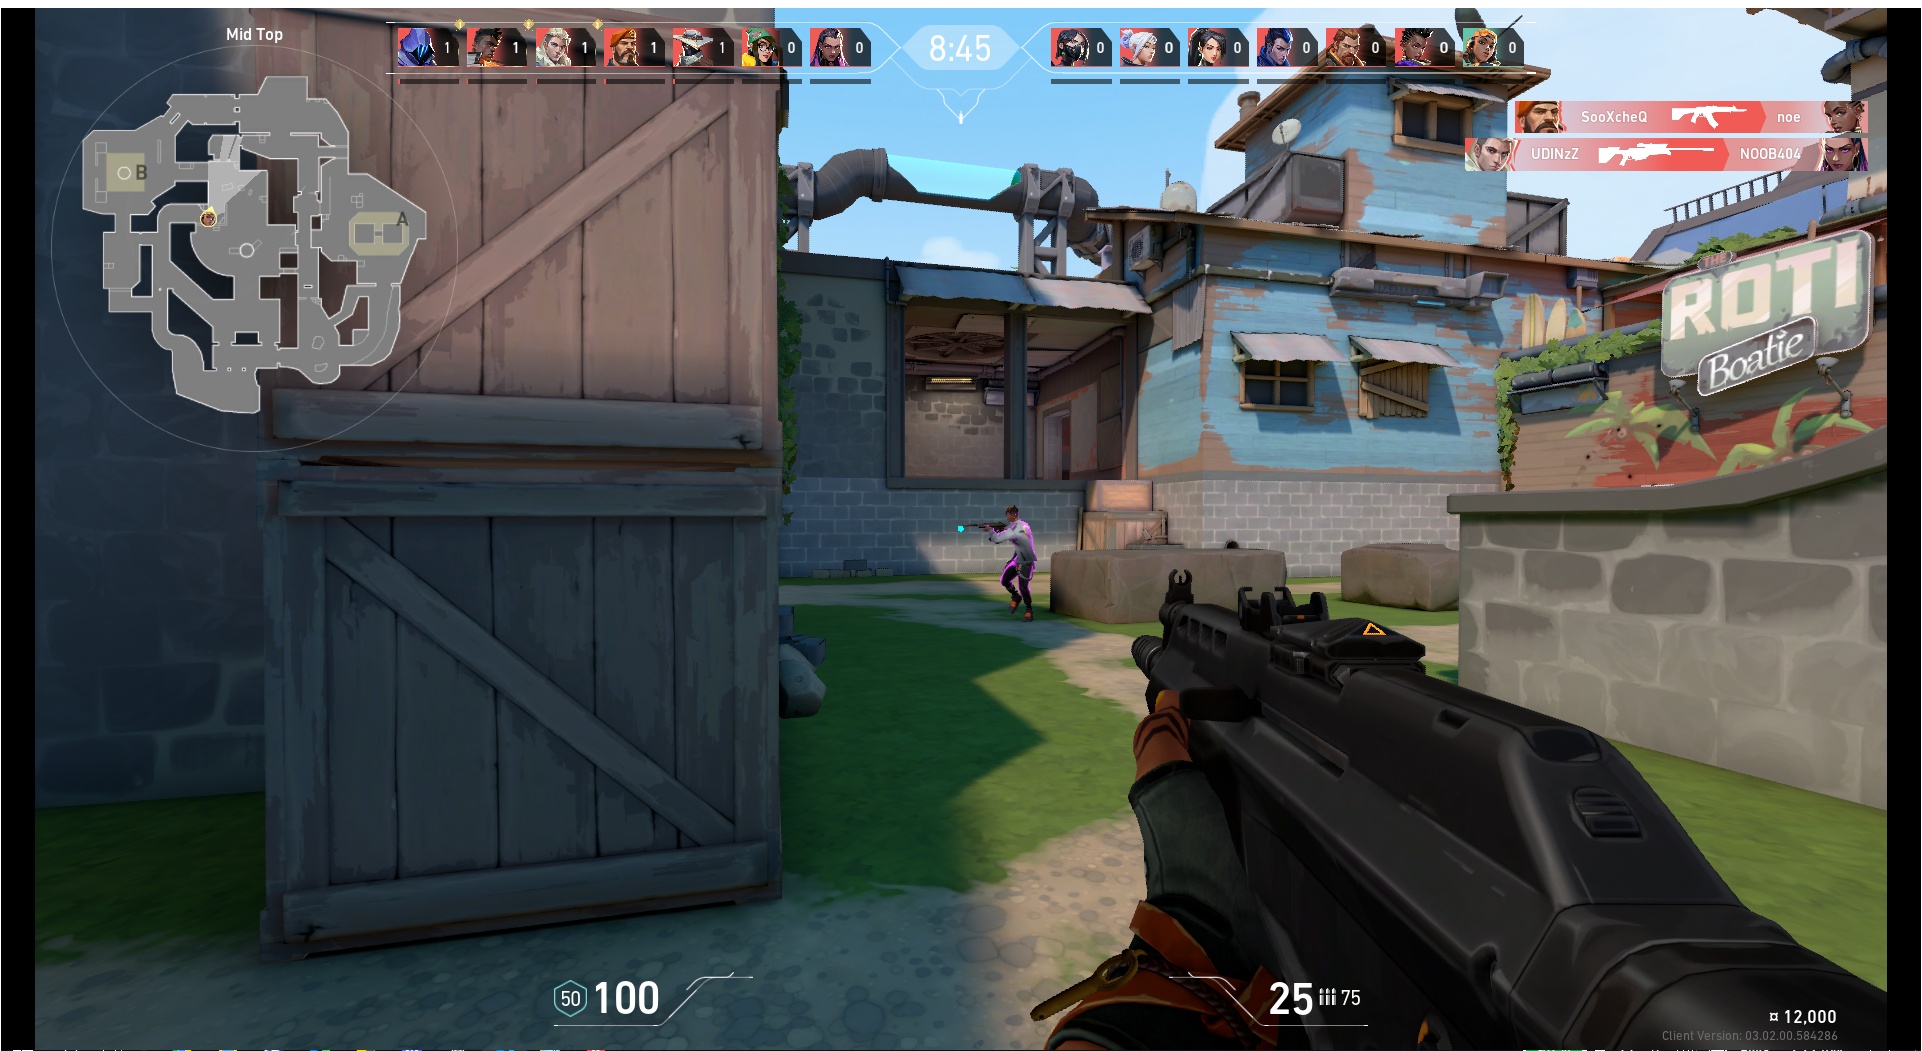 Mid Top
1 1 1 1 1 0 0
8:45
0 0 0 0 0 0 0
SooXcheQ noe
UDINzZ NOOB404
B
A
THE
ROTI
Boatie
50 100
25 75
¤ 12,000
Client Version: 03.02.00.584286